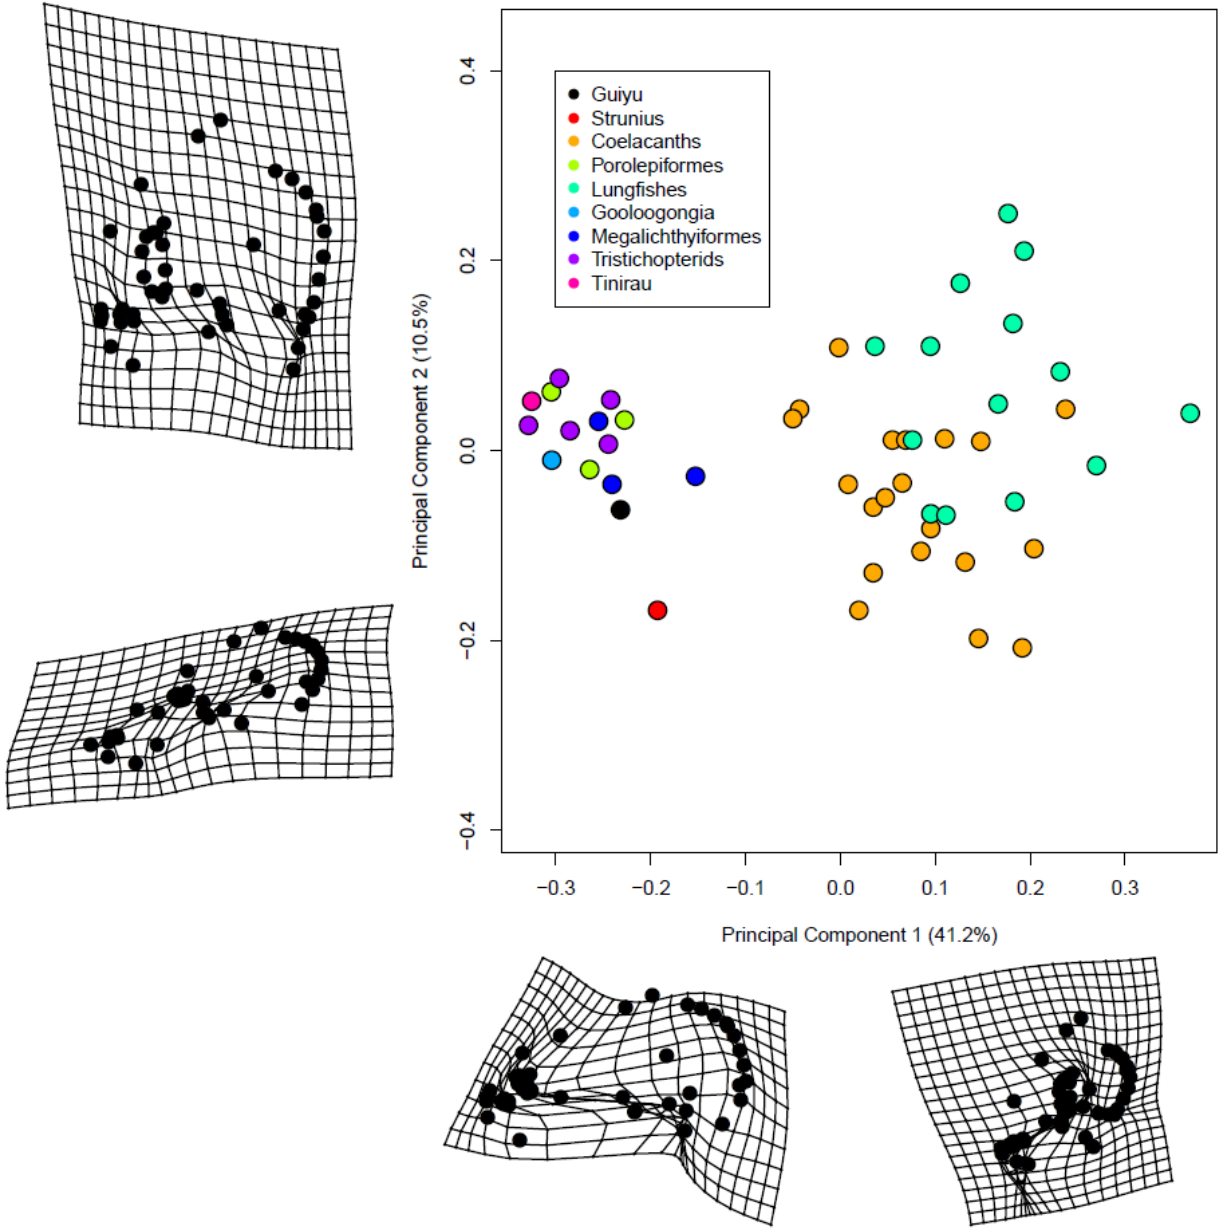 Guiyu
Strunius
Coelacanths
Porolepiformes
Lungfishes
Gooloogongia
Megalichthyiformes
Tristichopterids
Tinirau
Principal Component 2 (10.5%)
0.4
0.2
0.0
−0.2
−0.4
−0.3 −0.2 −0.1 0.0 0.1 0.2 0.3
Principal Component 1 (41.2%)